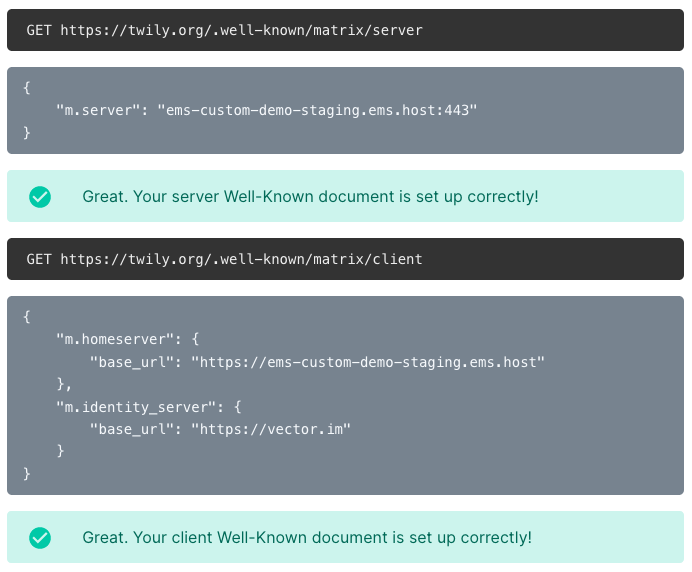 GET https://twily.org/.well-known/matrix/server
{
    "m.server": "ems-custom-demo-staging.ems.host:443"
}
Great. Your server Well-Known document is set up correctly!
GET https://twily.org/.well-known/matrix/client
{
    "m.homeserver": {
        "base_url": "https://ems-custom-demo-staging.ems.host"
    },
    "m.identity_server": {
        "base_url": "https://vector.im"
    }
}
Great. Your client Well-Known document is set up correctly!